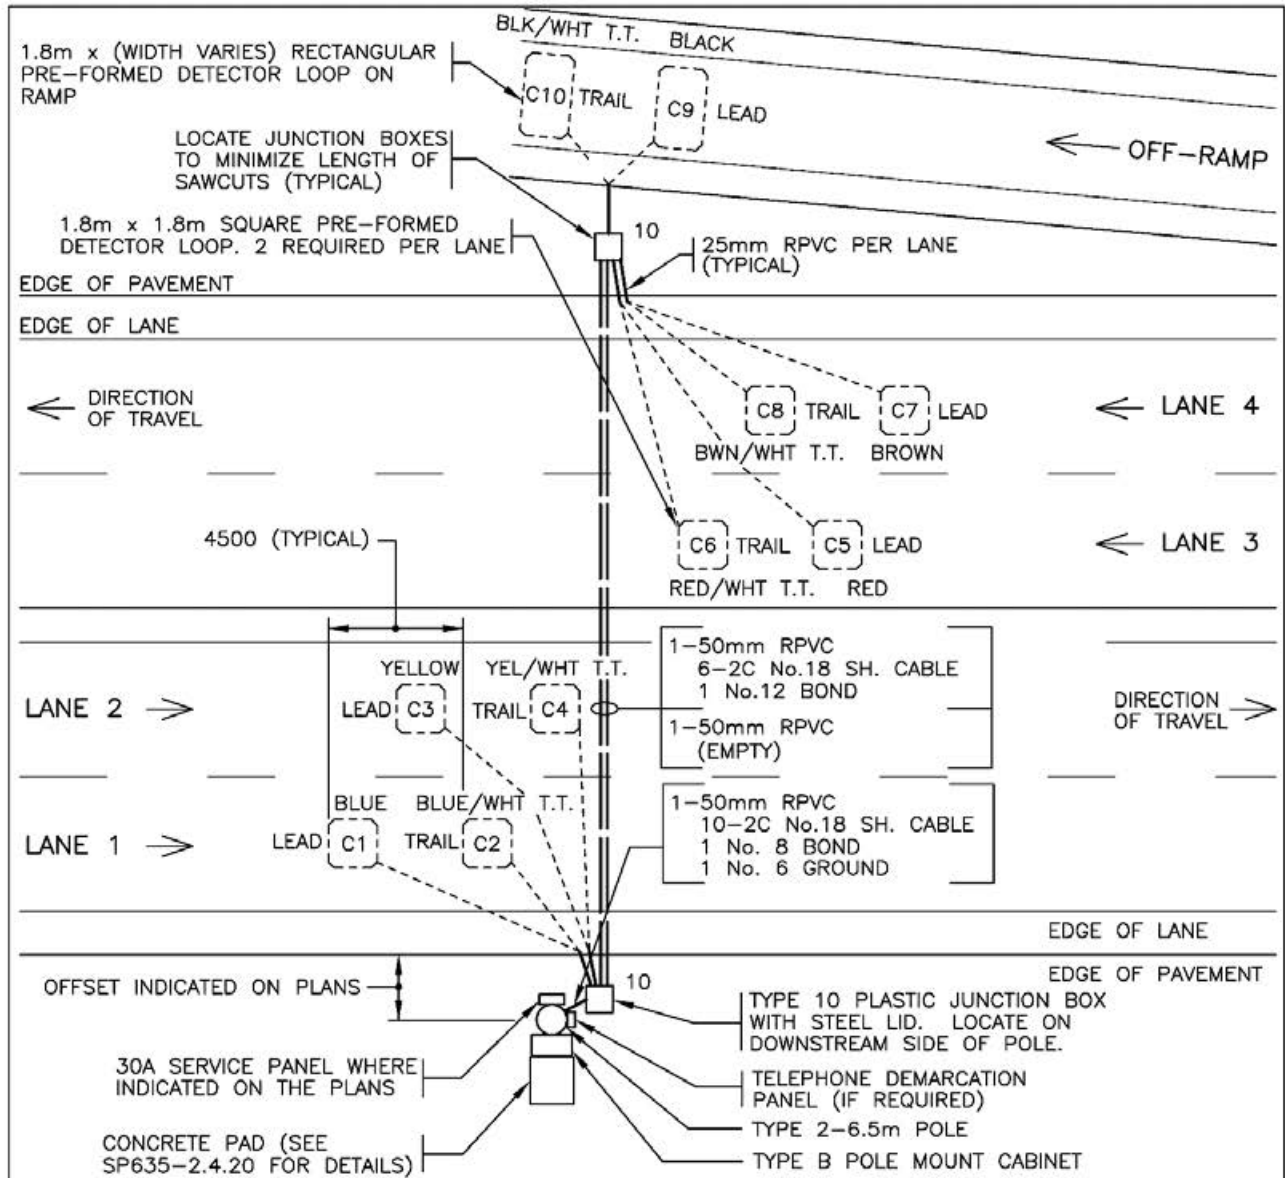 BLK/WHT T.T. BLACK
1.8m x (WIDTH VARIES) RECTANGULAR
PRE-FORMED DETECTOR LOOP ON
RAMP
C10 TRAIL
C9 LEAD
LOCATE JUNCTION BOXES
TO MINIMIZE LENGTH OF
SAWCUTS (TYPICAL)
OFF-RAMP
1.8m x 1.8m SQUARE PRE-FORMED
DETECTOR LOOP. 2 REQUIRED PER LANE
10
25mm RPVC PER LANE
(TYPICAL)
EDGE OF PAVEMENT
EDGE OF LANE
DIRECTION
OF TRAVEL
C8 TRAIL C7 LEAD
LANE 4
BWN/WHT T.T. BROWN
4500 (TYPICAL)
C6 TRAIL C5 LEAD
LANE 3
RED/WHT T.T. RED
1-50mm RPVC
6-2C No.18 SH. CABLE
1 No.12 BOND
1-50mm RPVC
(EMPTY)
YELLOW YEL/WHT T.T.
LANE 2
LEAD C3 TRAIL C4
DIRECTION
OF TRAVEL
1-50mm RPVC
10-2C No.18 SH. CABLE
1 No. 8 BOND
1 No. 6 GROUND
BLUE BLUE/WHT T.T.
LANE 1
LEAD C1 TRAIL C2
EDGE OF LANE
EDGE OF PAVEMENT
OFFSET INDICATED ON PLANS
10
TYPE 10 PLASTIC JUNCTION BOX
WITH STEEL LID. LOCATE ON
DOWNSTREAM SIDE OF POLE.
30A SERVICE PANEL WHERE
INDICATED ON THE PLANS
TELEPHONE DEMARCATION
PANEL (IF REQUIRED)
TYPE 2-6.5m POLE
CONCRETE PAD (SEE
SP635-2.4.20 FOR DETAILS)
TYPE B POLE MOUNT CABINET